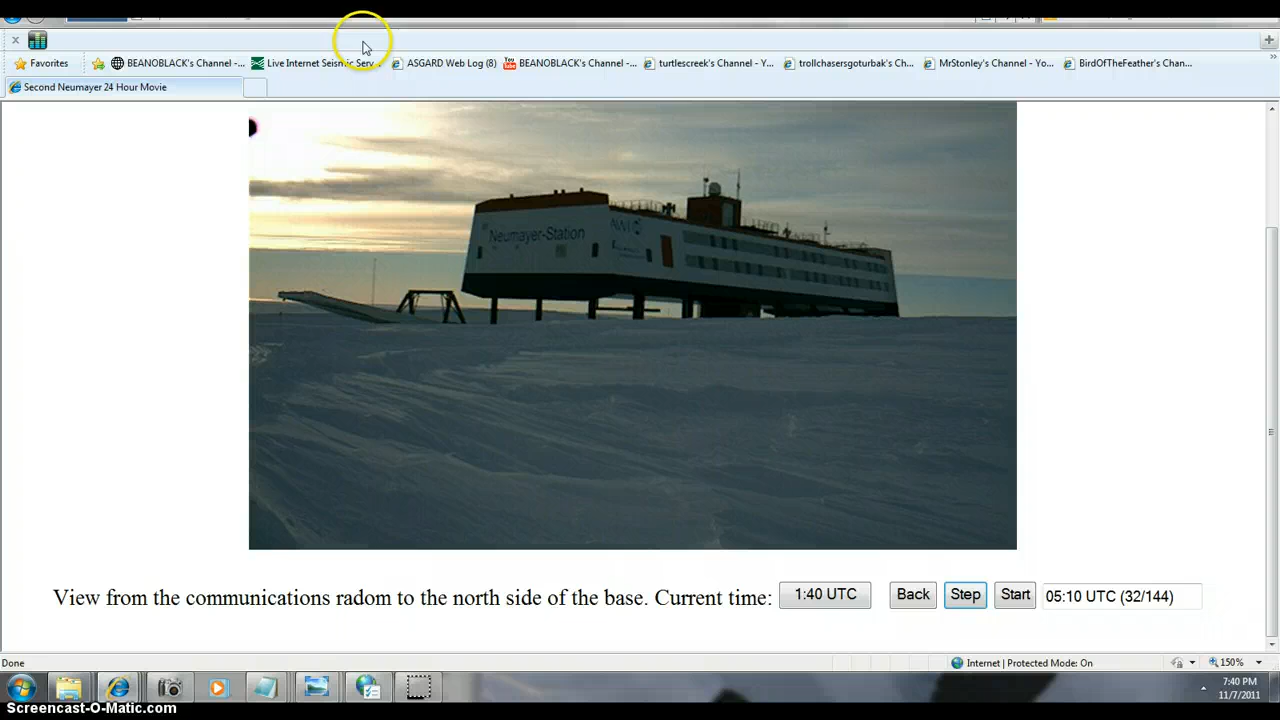 BEANOBLACK's Channel -...
Live Internet Seismic Serv...
ASGARD Web Log (8)
BEANOBLACK's Channel -...
turtlescreek's Channel - Y...
trollchasersgoturbak's Ch...
MrStonley's Channel - Yo...
BirdOfTheFeather's Chan...
Favorites
Second Neumayer 24 Hour Movie
Neumayer-Station
AWI
View from the communications radom to the north side of the base. Current time:
1:40 UTC
Back
Step
Start
05:10 UTC (32/144)
Done
Internet | Protected Mode: On
150%
7:40 PM
11/7/2011
Screencast-O-Matic.com